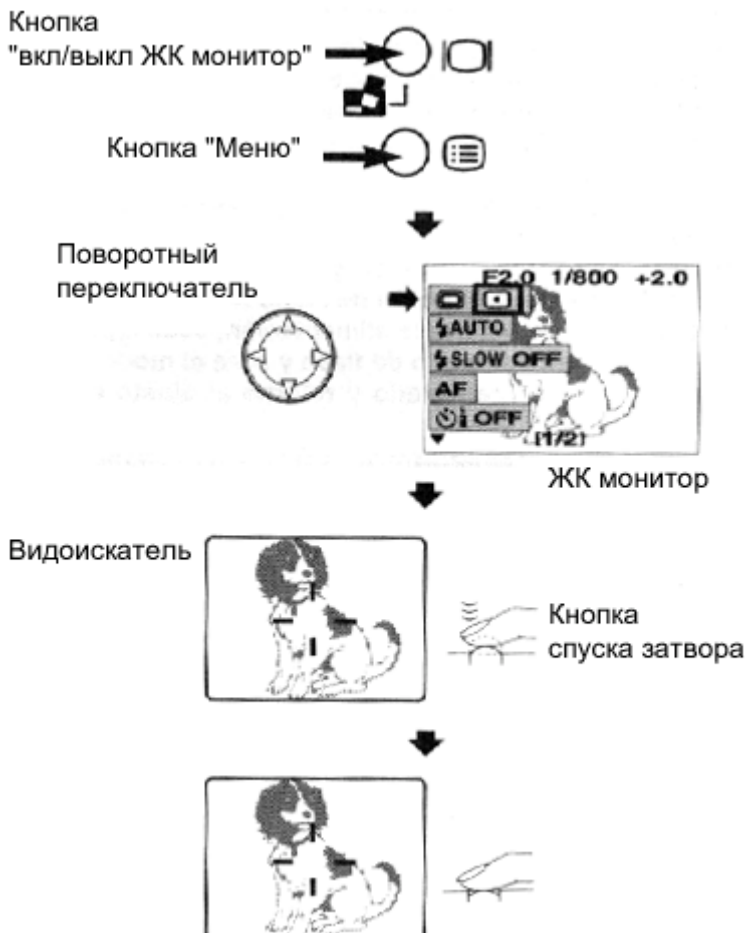 Кнопка
"вкл/выкл ЖК монитор"
Кнопка "Меню"
Поворотный
переключатель
F2.0 1/800 +2.0
AUTO
SLOW OFF
AF
OFF
[1/2]
ЖК монитор
Видоискатель
Кнопка
спуска затвора